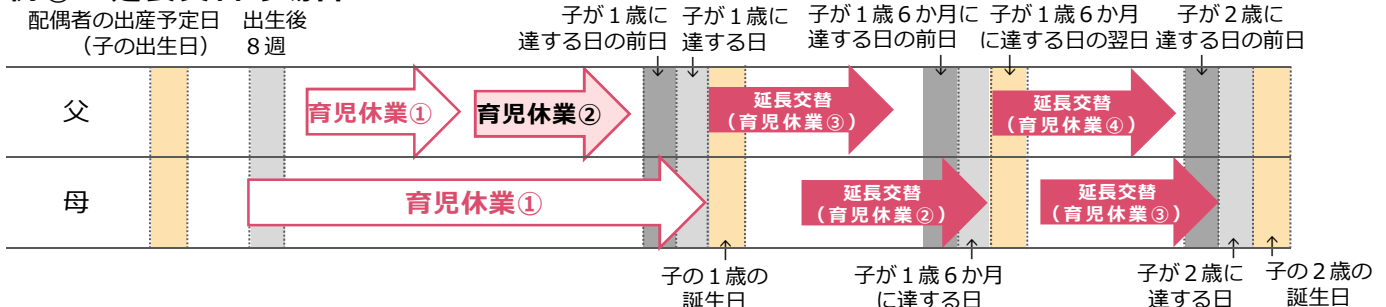 配偶者の出産予定日
（子の出生日）
出生後
８週
子が１歳に
達する日の前日
子が１歳に
達する日
子が１歳６か月に
達する日の前日
子が１歳６か月
に達する日の翌日
子が２歳に
達する日の前日
父
育児休業①
育児休業②
延長交替
（育児休業③）
延長交替
（育児休業④）
母
育児休業①
延長交替
（育児休業②）
延長交替
（育児休業③）
子の１歳の
誕生日
子が１歳６か月
に達する日
子が２歳に
達する日
子の２歳の
誕生日